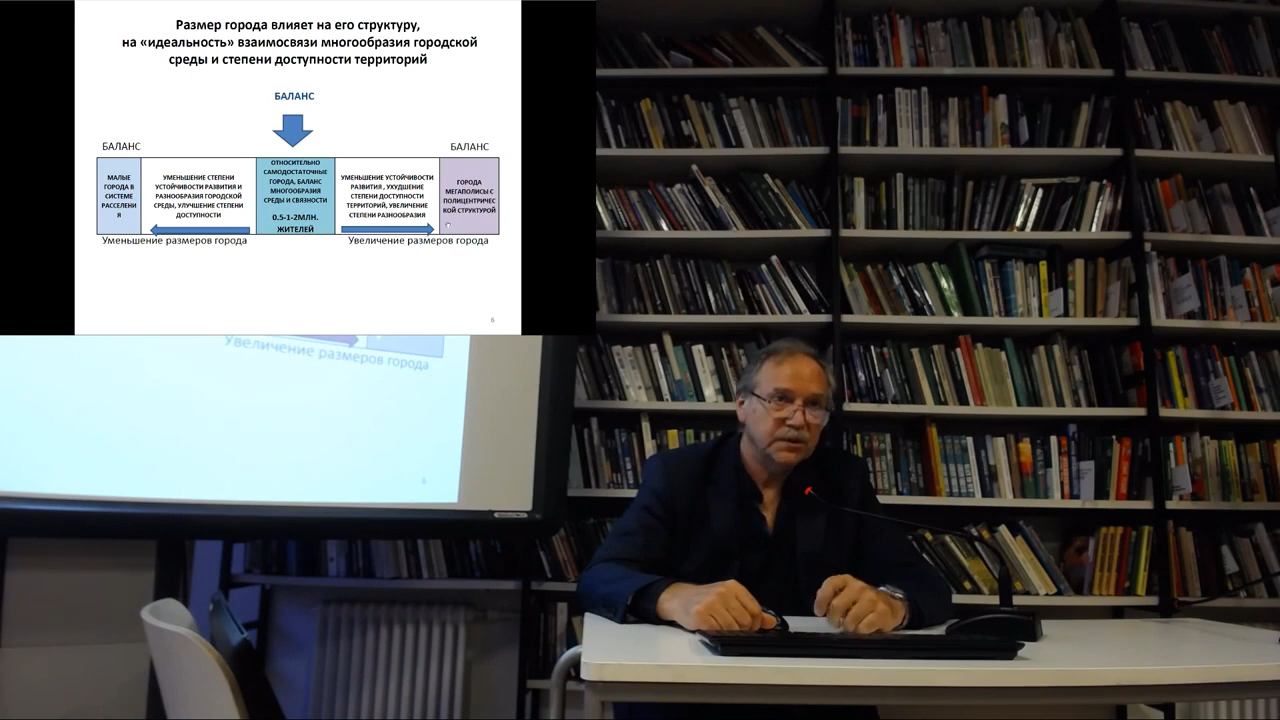 Размер города влияет на его структуру,
на «идеальность» взаимосвязи многообразия городской
среды и степени доступности территорий
БАЛАНС
БАЛАНС
БАЛАНС
МАЛЫЕ
ГОРОДА В
СИСТЕМЕ
РАССЕЛЕНИ
Я
УМЕНЬШЕНИЕ СТЕПЕНИ
УСТОЙЧИВОСТИ РАЗВИТИЯ И
РАЗНОБРАЗИЯ ГОРОДСКОЙ
СРЕДЫ, УЛУЧШЕНИЕ СТЕПЕНИ
ДОСТУПНОСТИ
ОТНОСИТЕЛЬНО
САМОДОСТАТОЧНЫЕ
ГОРОДА, БАЛАНС
МНОГООБРАЗИЯ
СРЕДЫ И СВЯЗНОСТИ
0.5-1-2МЛН.
ЖИТЕЛЕЙ
УМЕНЬШЕНИЕ УСТОЙЧИВОСТИ
РАЗВИТИЯ , УХУДШЕНИЕ
СТЕПЕНИ ДОСТУПНОСТИ
ТЕРРИТОРИЙ, УВЕЛИЧЕНИЕ
СТЕПЕНИ РАЗНООБРАЗИЯ
ГОРОДА
МЕГАПОЛИСЫ С
ПОЛИЦЕНТРИЧЕС
КОЙ СТРУКТУРОЙ
Уменьшение размеров города
Увеличение размеров города
6
Увеличение размеров города
6